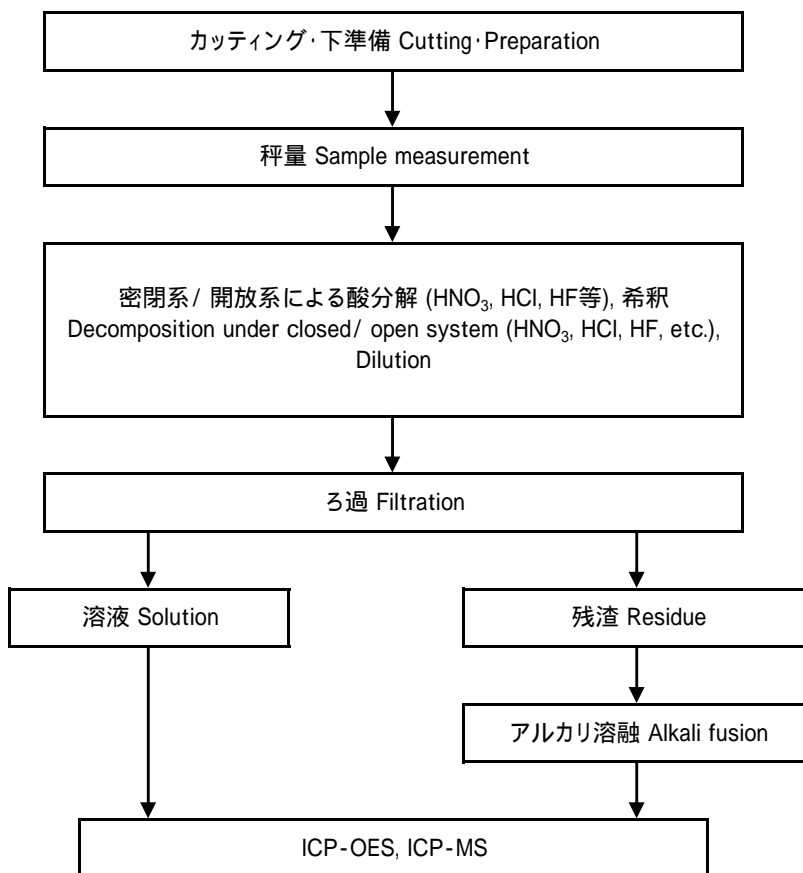 カッティング・下準備 Cutting・Preparation
秤量 Sample measurement
密閉系/ 開放系による酸分解 (HNO₃, HCl, HF等), 希釈
Decomposition under closed/ open system (HNO₃, HCl, HF, etc.),
Dilution
ろ過 Filtration
溶液 Solution
残渣 Residue
アルカリ溶融 Alkali fusion
ICP-OES, ICP-MS